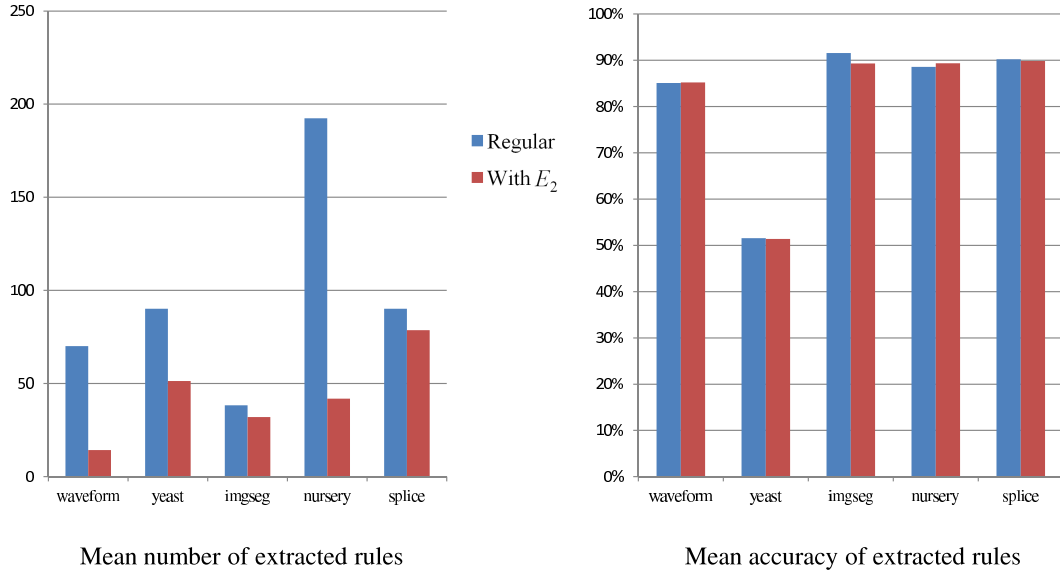 250
200
150
100
50
0
waveform yeast imgseg nursery splice
Mean number of extracted rules
Regular
With E₂
100%
90%
80%
70%
60%
50%
40%
30%
20%
10%
0%
waveform yeast imgseg nursery splice
Mean accuracy of extracted rules